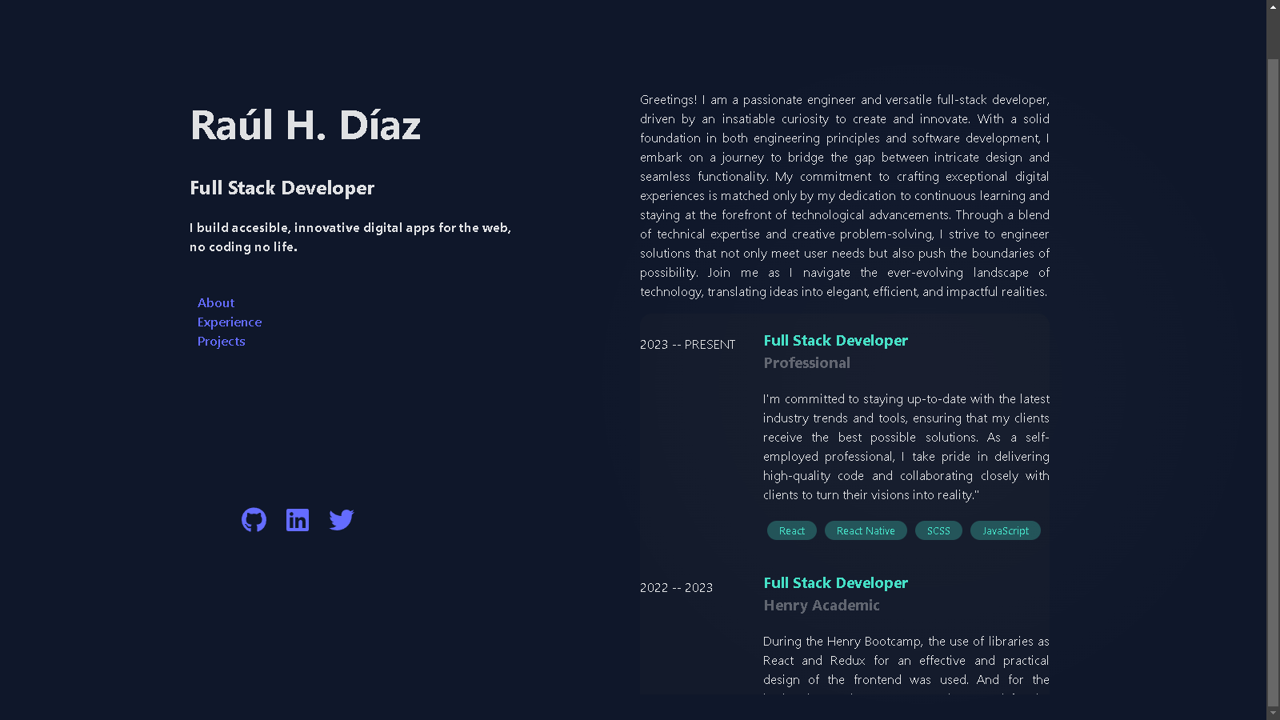 Raúl H. Díaz
Full Stack Developer
I build accesible, innovative digital apps for the web,
no coding no life.
About
Experience
Projects
Greetings! I am a passionate engineer and versatile full-stack developer,
driven by an insatiable curiosity to create and innovate. With a solid
foundation in both engineering principles and software development, I
embark on a journey to bridge the gap between intricate design and
seamless functionality. My commitment to crafting exceptional digital
experiences is matched only by my dedication to continuous learning and
staying at the forefront of technological advancements. Through a blend
of technical expertise and creative problem-solving, I strive to engineer
solutions that not only meet user needs but also push the boundaries of
possibility. Join me as I navigate the ever-evolving landscape of
technology, translating ideas into elegant, efficient, and impactful realities.
2023 -- PRESENT
Full Stack Developer
Professional
I'm committed to staying up-to-date with the latest
industry trends and tools, ensuring that my clients
receive the best possible solutions. As a self-
employed professional, I take pride in delivering
high-quality code and collaborating closely with
clients to turn their visions into reality."
React React Native SCSS JavaScript
2022 -- 2023
Full Stack Developer
Henry Academic
During the Henry Bootcamp, the use of libraries as
React and Redux for an effective and practical
design of the frontend was used. And for the